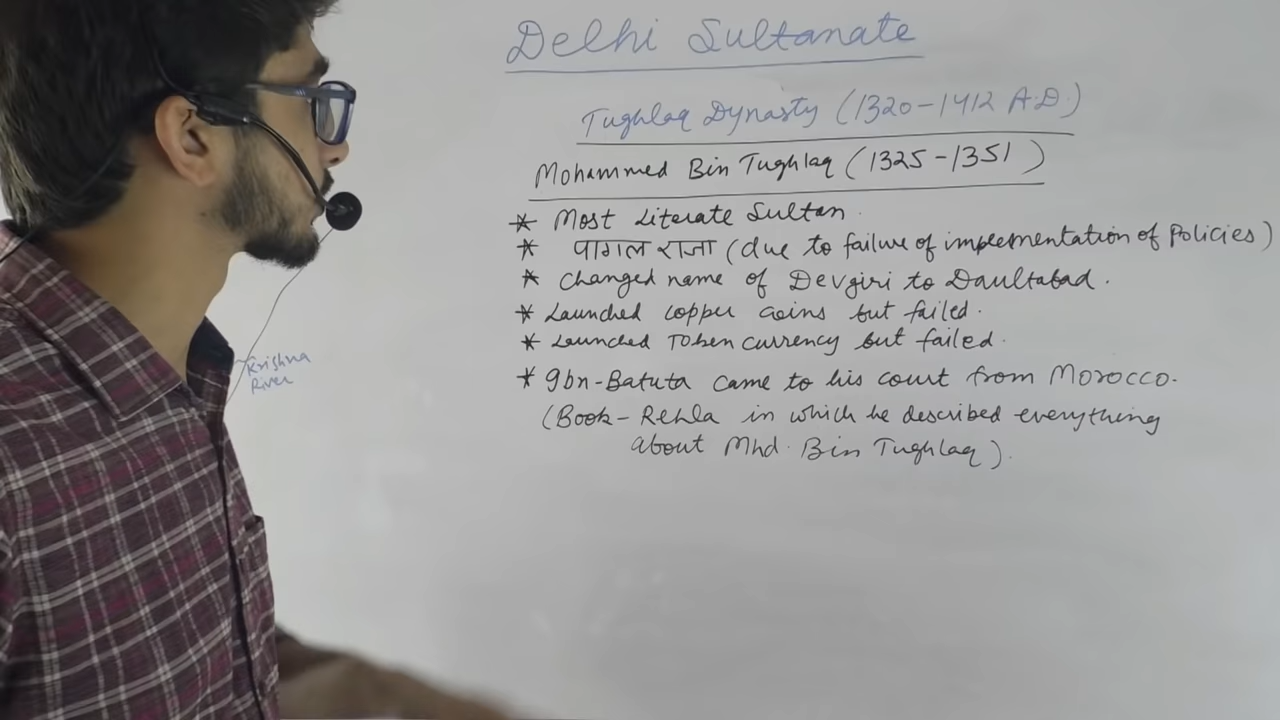 Delhi Sultanate
Tughlaq Dynasty (1320-1412 A.D.)
Mohammed Bin Tughlaq (1325-1351)
* Most Literate Sultan.
* पागल राजा (due to failure of implementation of Policies)
* Changed name of Devgiri to Daultabad.
* Launched copper coins but failed.
* Launched Token currency but failed.
* Ibn-Batuta came to his court from Morocco.
(Book-Rehla in which he described everything
about Mhd. Bin Tughlaq).
Krishna
River